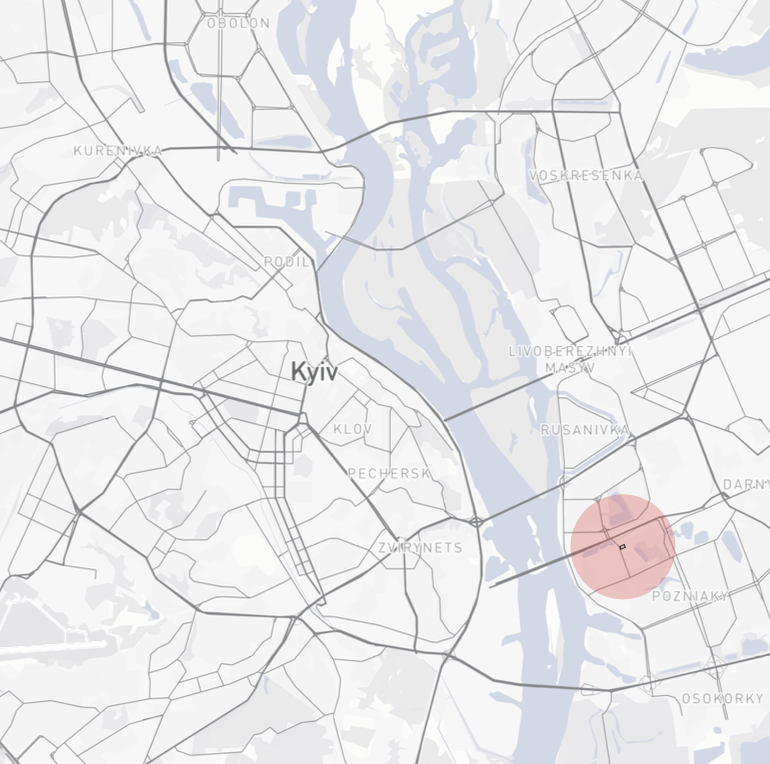 OBOLON
KURENIVKA
VOSKRESENKA
PODIL
LIVOBEREZHNYI
MASYV
Kyiv
KLOV
RUSANIVKA
PECHERSK
DARNY
ZVIRYNETS
POZNIAKY
OSOKORKY